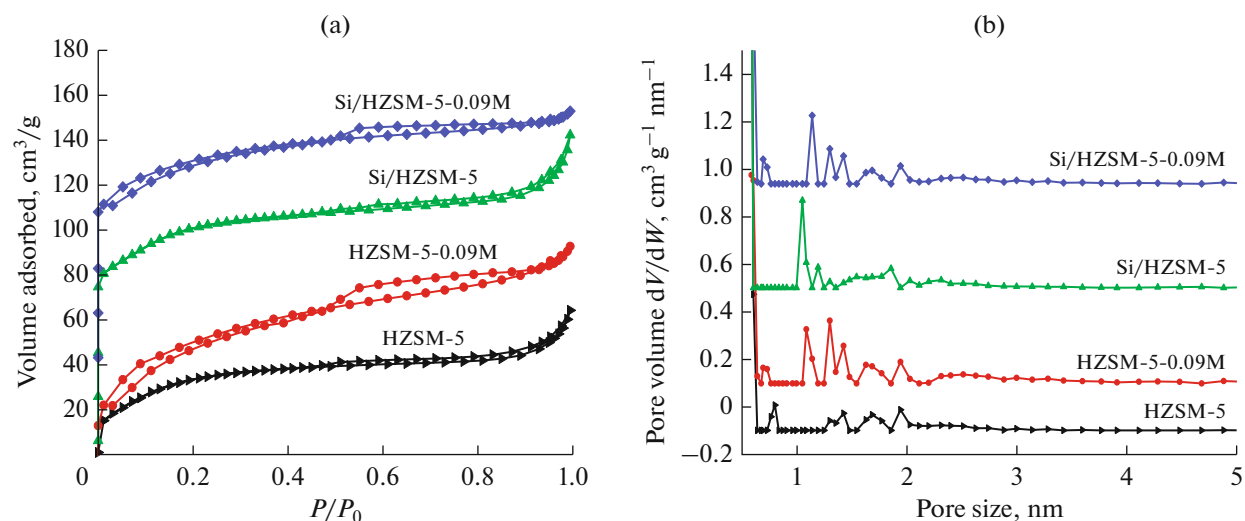 (a)
Volume adsorbed, cm³/g
180
160
140
120
100
80
60
40
20
0
0.2
0.4
0.6
0.8
1.0
P/P₀
Si/HZSM-5-0.09M
Si/HZSM-5
HZSM-5-0.09M
HZSM-5
(b)
Pore volume dV/dW, cm³ g⁻¹ nm⁻¹
1.4
1.2
1.0
0.8
0.6
0.4
0.2
0
−0.2
1
2
3
4
5
Pore size, nm
Si/HZSM-5-0.09M
Si/HZSM-5
HZSM-5-0.09M
HZSM-5